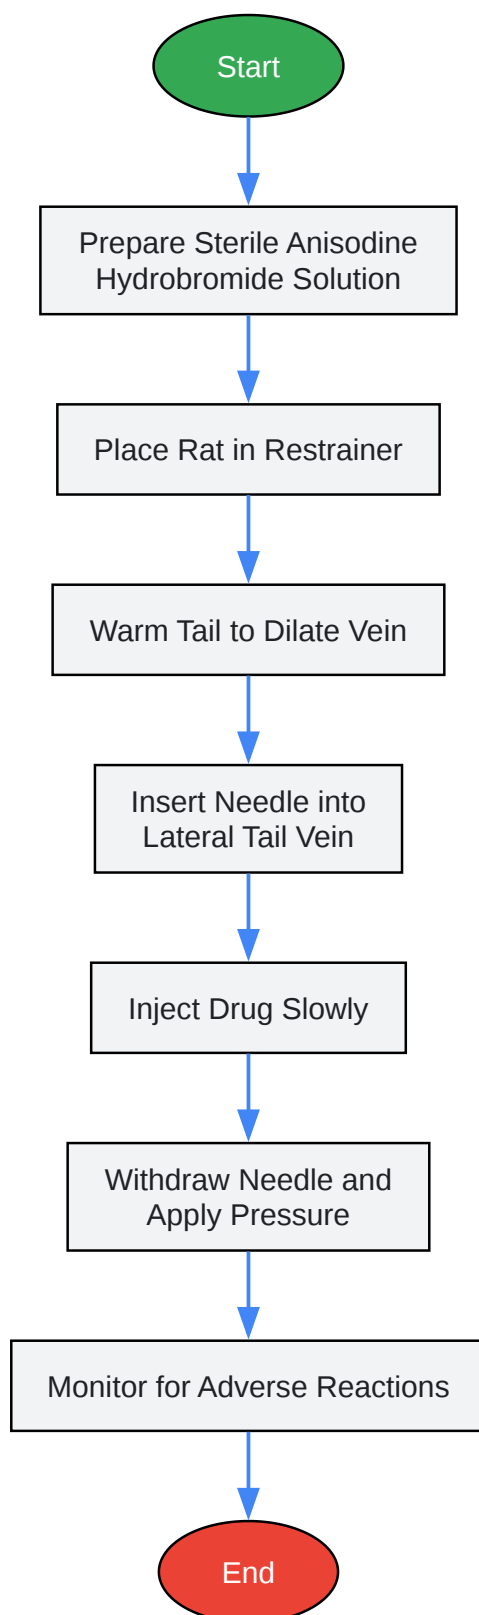 Start
Prepare Sterile Anisodine
Hydrobromide Solution
Place Rat in Restrainer
Warm Tail to Dilate Vein
Insert Needle into
Lateral Tail Vein
Inject Drug Slowly
Withdraw Needle and
Apply Pressure
Monitor for Adverse Reactions
End